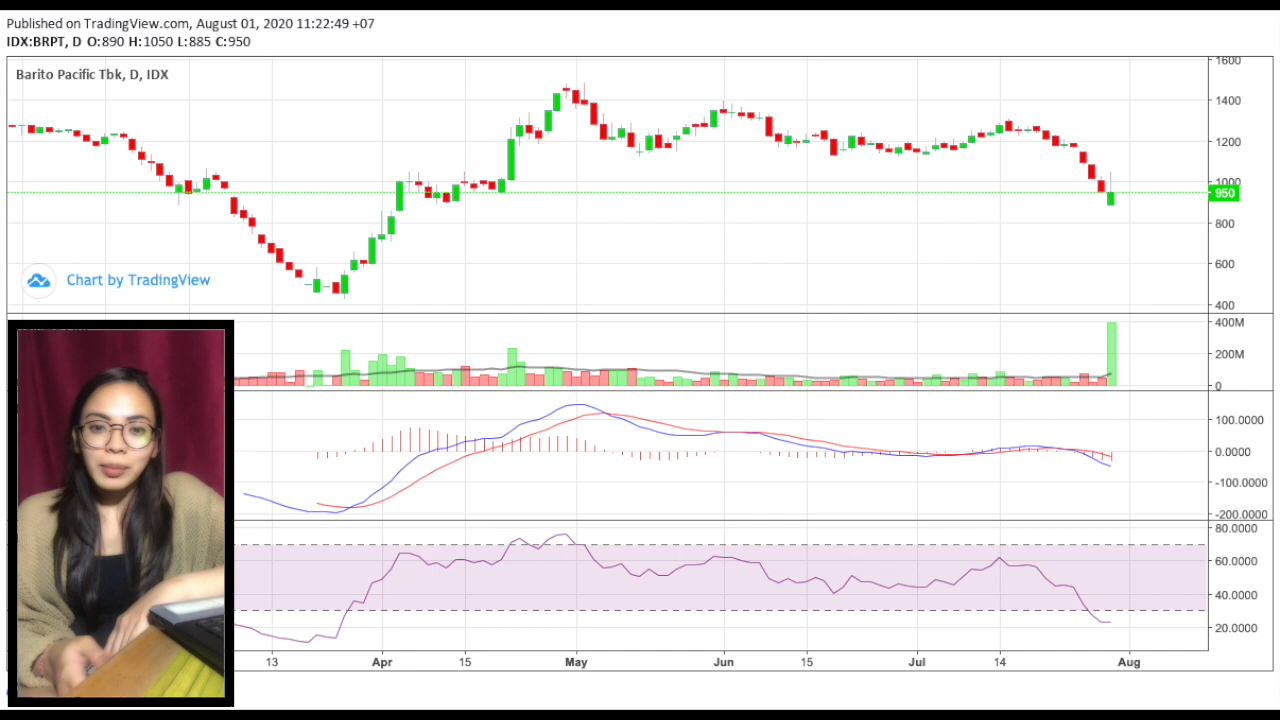 Published on TradingView.com, August 01, 2020 11:22:49 +07
IDX:BRPT, D O:890 H:1050 L:885 C:950
Barito Pacific Tbk, D, IDX
1600
1400
1200
1000
950
800
600
400
Chart by TradingView
400M
200M
0
100.0000
0.0000
-100.0000
-200.0000
80.0000
60.0000
40.0000
20.0000
13 Apr 15 May Jun 15 Jul 14 Aug